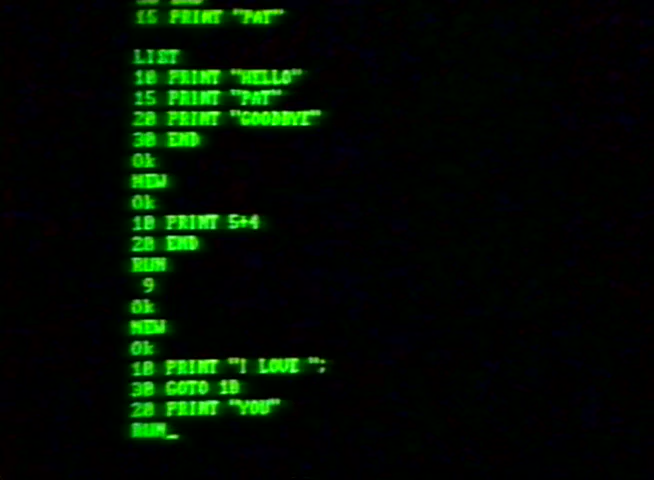 15 PRINT "PAT"
LIST
10 PRINT "HELLO"
15 PRINT "PAT"
20 PRINT "GOODBYE"
30 END
Ok
NEW
Ok
10 PRINT 5+4
20 END
RUN
9
Ok
NEW
Ok
10 PRINT "I LOVE ";
30 GOTO 10
20 PRINT "YOU"
RUN_